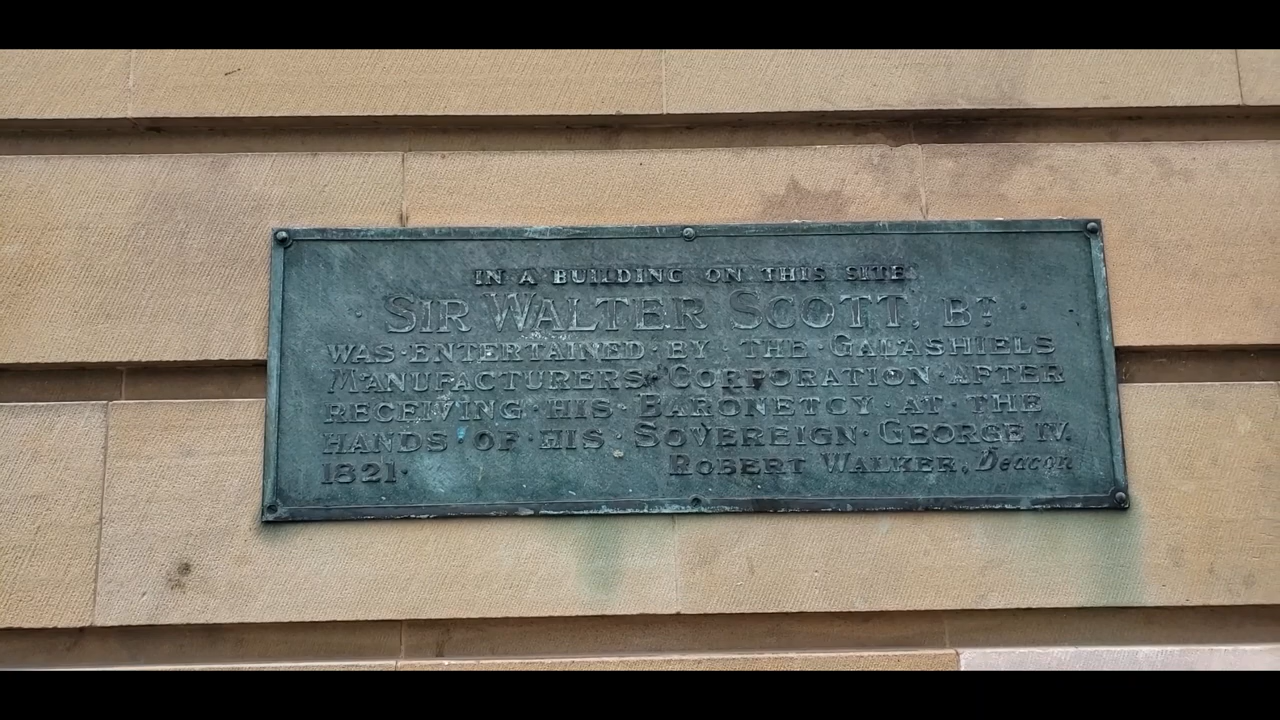 IN A BUILDING ON THIS SITE
SIR WALTER SCOTT, BT
WAS·ENTERTAINED·BY·THE·GALASHIELS
MANUFACTURERS·CORPORATION·AFTER
RECEIVING·HIS·BARONETCY·AT·THE
HANDS·OF·HIS·SOVEREIGN·GEORGE IV.
1821· ROBERT WALKER, Deacon